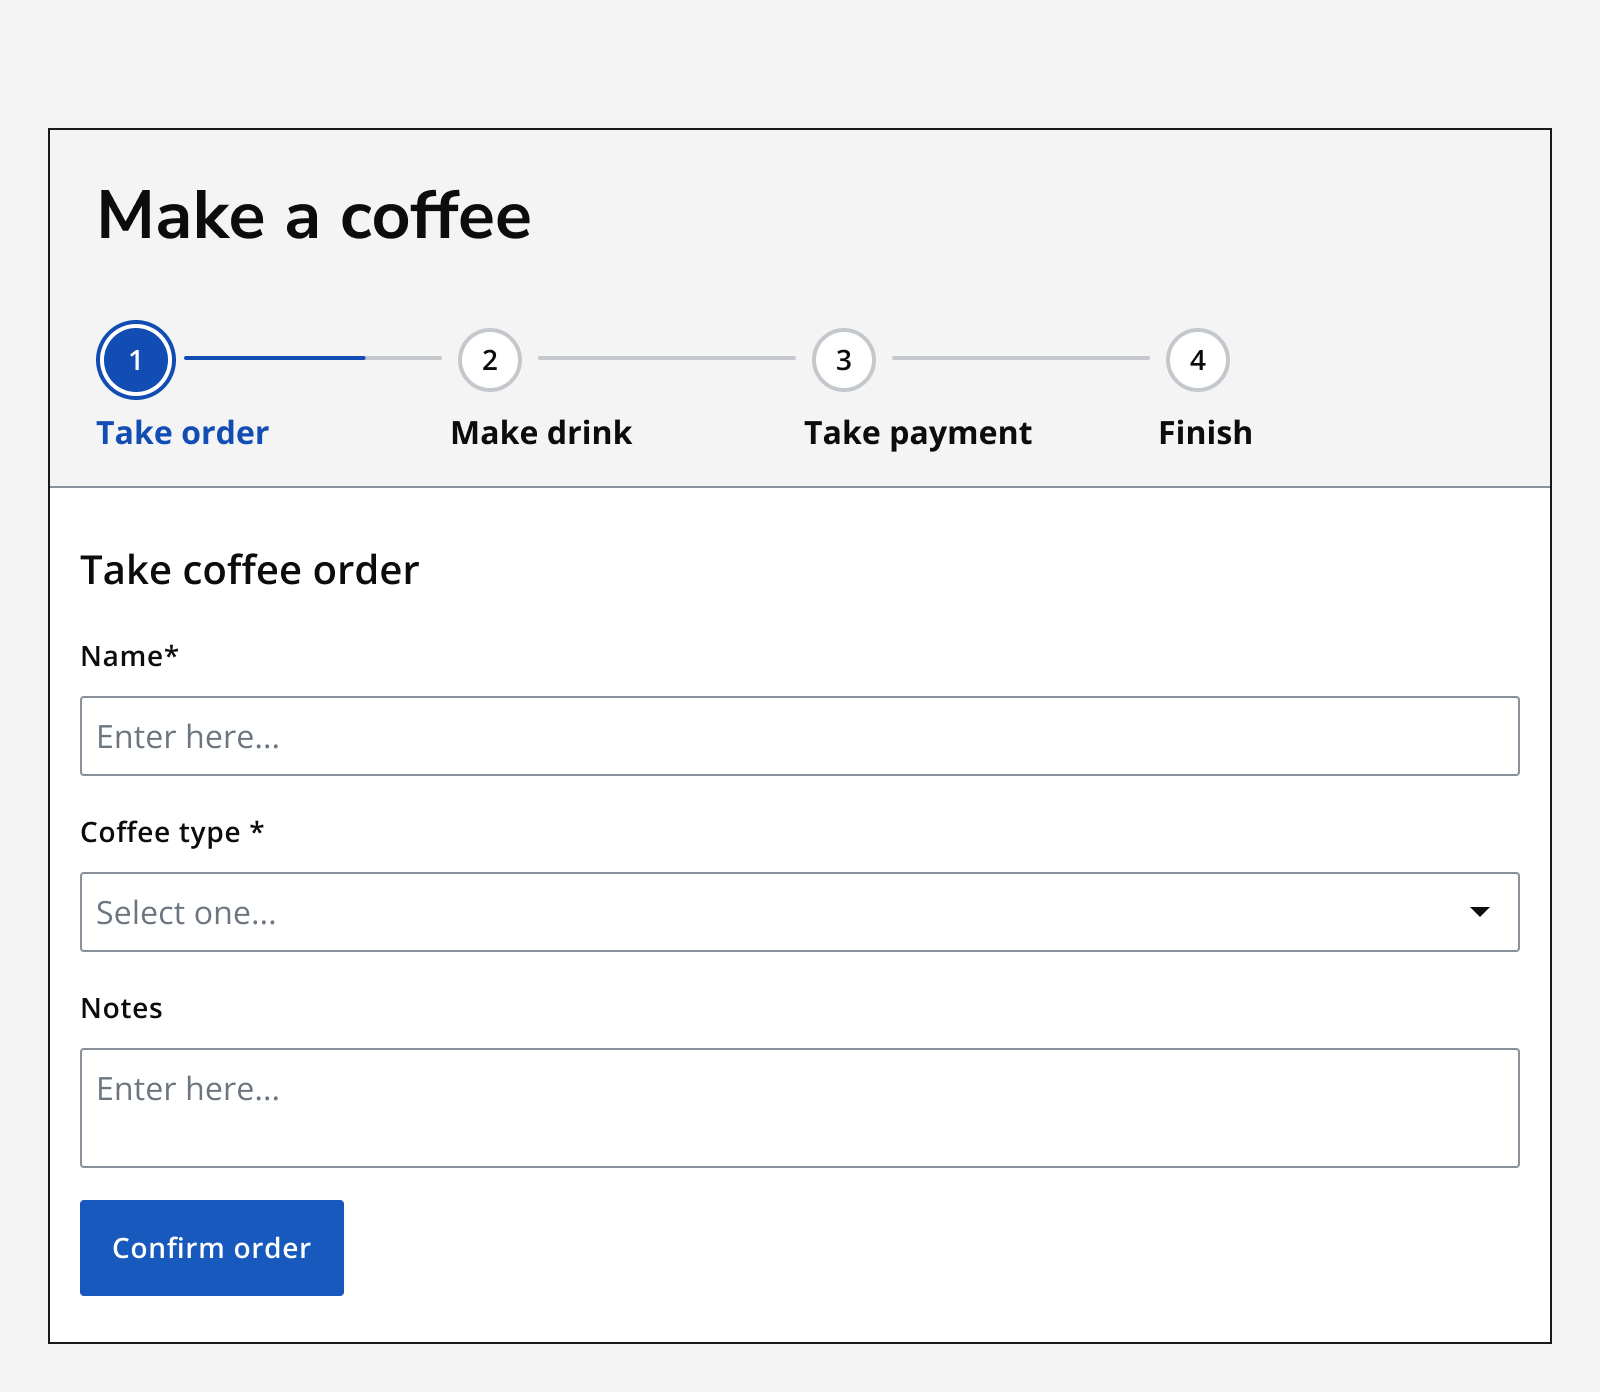 Make a coffee
1 2 3 4
Take order Make drink Take payment Finish
Take coffee order
Name*
Enter here...
Coffee type *
Select one...
Notes
Enter here...
Confirm order